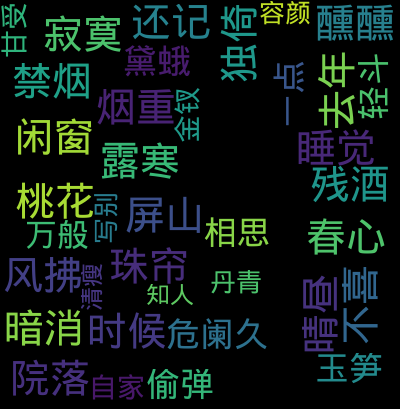 甘受
寂寞
还记
独倚
容颜
醺醺
禁烟
黛蛾
一点
去年
轻斗
烟重
金钗
闲窗
露寒
睡觉
残酒
桃花
写别
屏山
相思
春心
万般
风拂
清瘦
珠帘
知人
丹青
晴昼
不喜
暗消
时候
危阑久
玉笋
院落
自家
偷弹